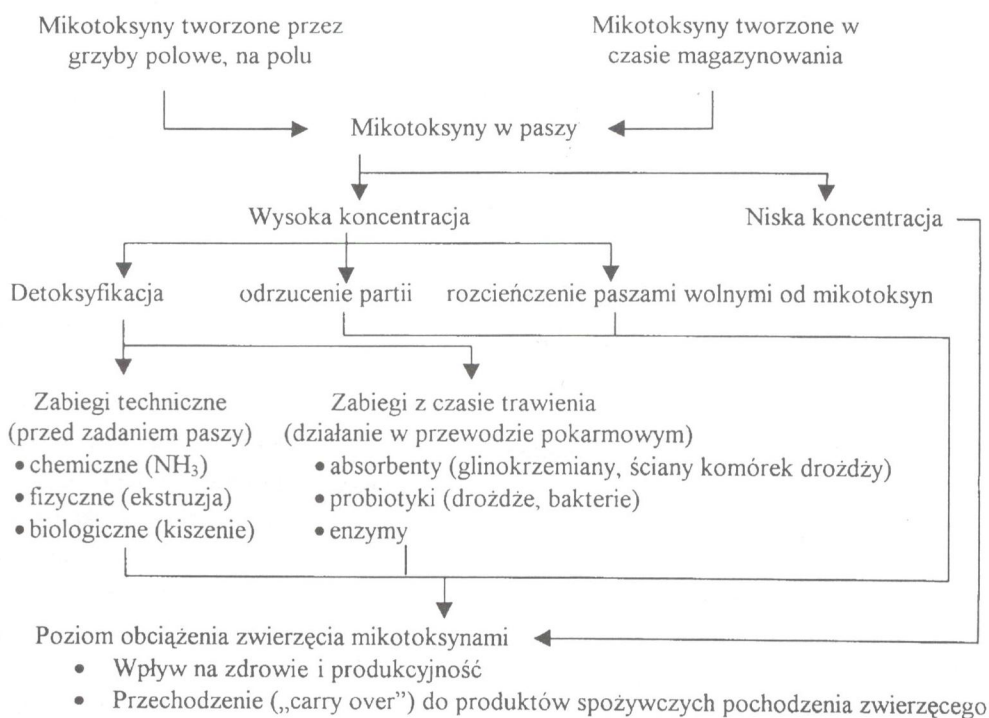 Mikotoksyny tworzone przez
grzyby polowe, na polu
Mikotoksyny tworzone w
czasie magazynowania
Mikotoksyny w paszy
Wysoka koncentracja
Niska koncentracja
Detoksyfikacja
odrzucenie partii
rozcieńczenie paszami wolnymi od mikotoksyn
Zabiegi techniczne
(przed zadaniem paszy)
• chemiczne (NH₃)
• fizyczne (ekstruzja)
• biologiczne (kiszenie)
Zabiegi z czasie trawienia
(działanie w przewodzie pokarmowym)
• absorbenty (glinokrzemiany, ściany komórek drożdży)
• probiotyki (drożdże, bakterie)
• enzymy
Poziom obciążenia zwierzęcia mikotoksynami
• Wpływ na zdrowie i produkcyjność
• Przechodzenie („carry over”) do produktów spożywczych pochodzenia zwierzęcego